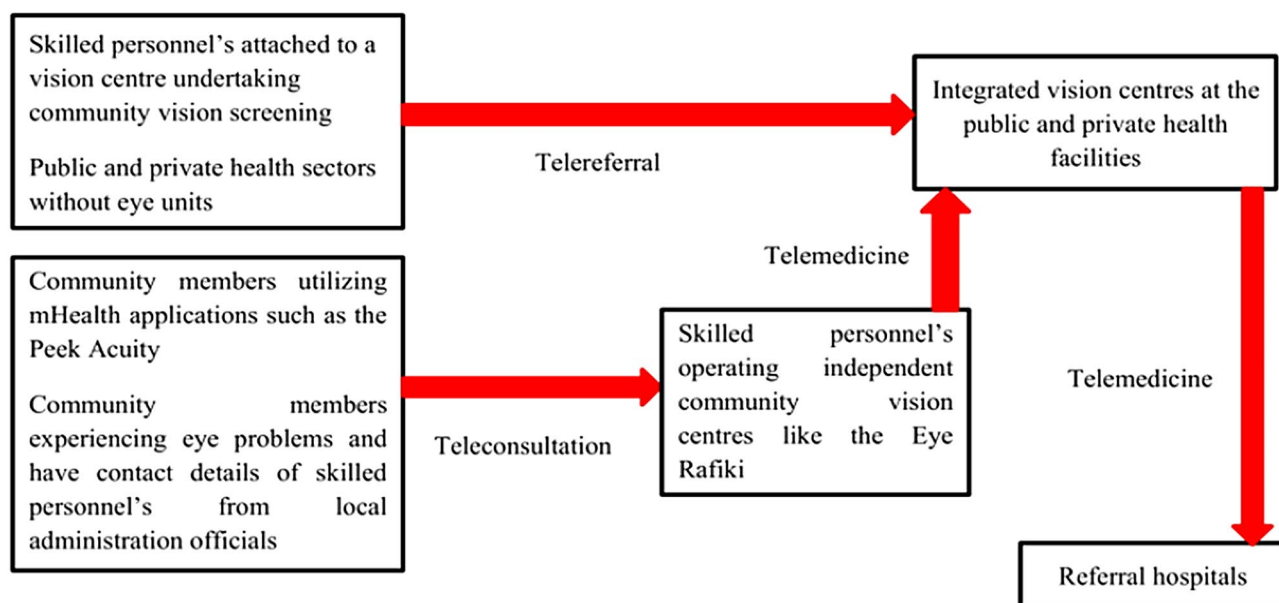 Skilled personnel's attached to a
vision centre undertaking
community vision screening
Public and private health sectors
without eye units
Telereferral
Integrated vision centres at the
public and private health
facilities
Community members utilizing
mHealth applications such as the
Peek Acuity
Community members
experiencing eye problems and
have contact details of skilled
personnel's from local
administration officials
Teleconsultation
Skilled personnel's
operating independent
community vision
centres like the Eye
Rafiki
Telemedicine
Telemedicine
Referral hospitals